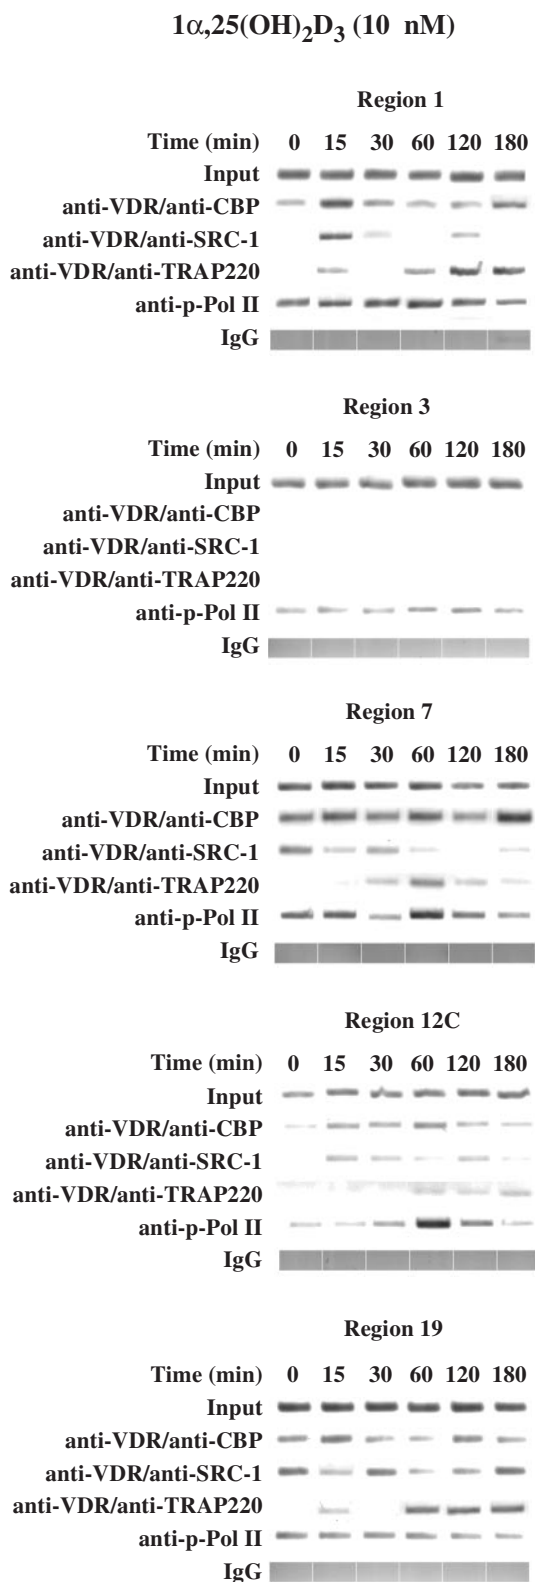 1α,25(OH)2D3 (10 nM)
Region 1
Time (min) 0 15 30 60 120 180
Input
anti-VDR/anti-CBP
anti-VDR/anti-SRC-1
anti-VDR/anti-TRAP220
anti-p-Pol II
IgG
Region 3
Time (min) 0 15 30 60 120 180
Input
anti-VDR/anti-CBP
anti-VDR/anti-SRC-1
anti-VDR/anti-TRAP220
anti-p-Pol II
IgG
Region 7
Time (min) 0 15 30 60 120 180
Input
anti-VDR/anti-CBP
anti-VDR/anti-SRC-1
anti-VDR/anti-TRAP220
anti-p-Pol II
IgG
Region 12C
Time (min) 0 15 30 60 120 180
Input
anti-VDR/anti-CBP
anti-VDR/anti-SRC-1
anti-VDR/anti-TRAP220
anti-p-Pol II
IgG
Region 19
Time (min) 0 15 30 60 120 180
Input
anti-VDR/anti-CBP
anti-VDR/anti-SRC-1
anti-VDR/anti-TRAP220
anti-p-Pol II
IgG